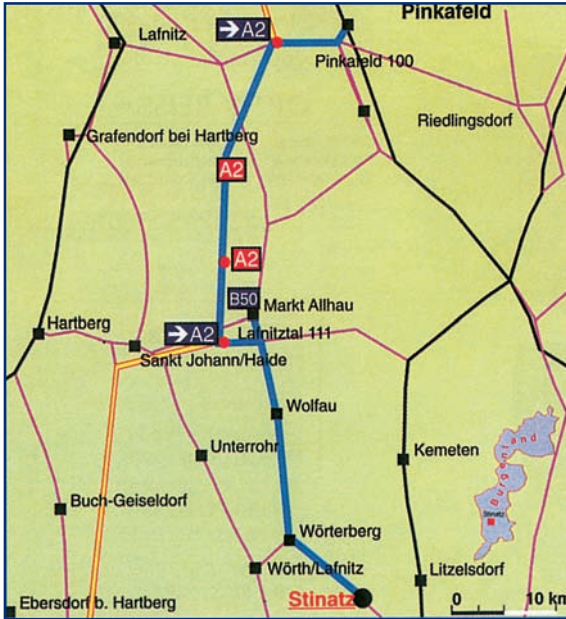 Pinkafeld
→A2
Lafnitz
Pinkafeld 100
Riedlingsdorf
Grafendorf bei Hartberg
A2
A2
B50
Markt Allhau
Hartberg
→A2
Lafnitztal 111
Sankt Johann/Haide
Wolfau
Unterrohr
Kemeten
Burgenland
Stinatz
Buch-Geiseldorf
Wörterberg
Wörth/Lafnitz
Litzelsdorf
Stinatz
Ebersdorf b. Hartberg
0 10 km